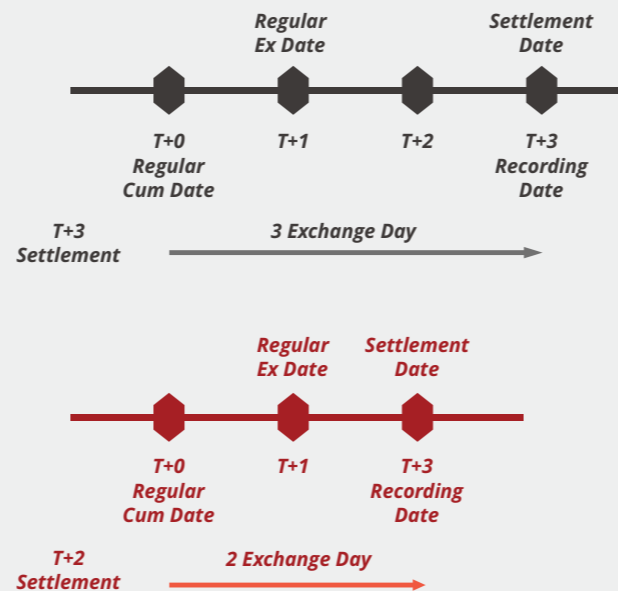 Regular
Ex Date
Settlement
Date
T+0
Regular
Cum Date
T+1
T+2
T+3
Recording
Date
T+3
Settlement
3 Exchange Day
Regular
Ex Date
Settlement
Date
T+0
Regular
Cum Date
T+1
T+3
Recording
Date
T+2
Settlement
2 Exchange Day